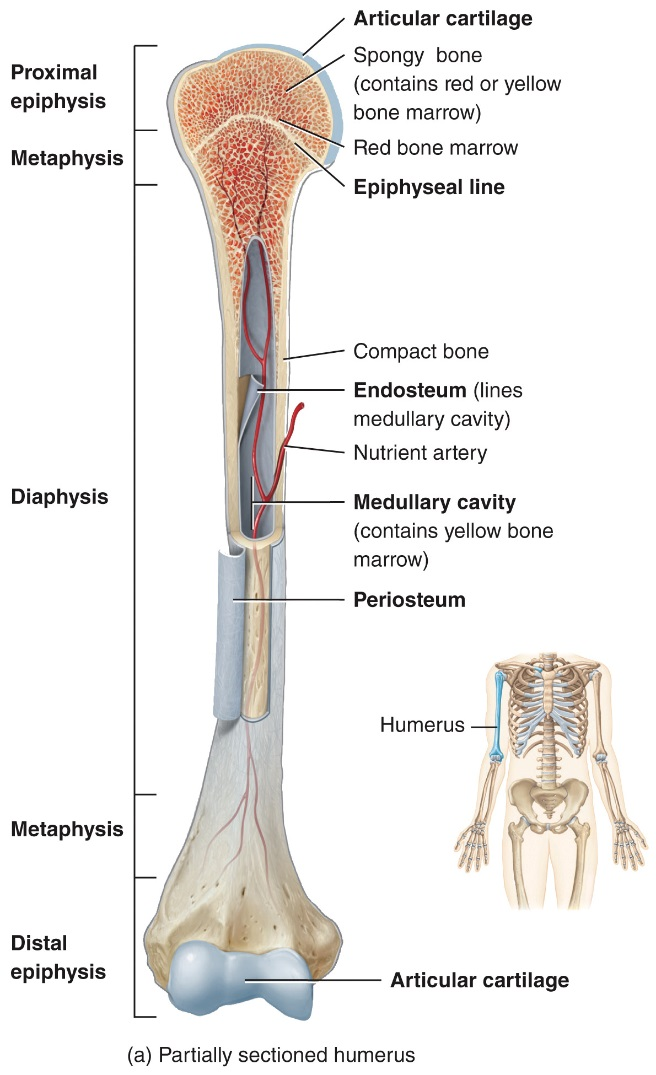 Articular cartilage
Proximal
epiphysis
Spongy bone
(contains red or yellow
bone marrow)
Metaphysis
Red bone marrow
Epiphyseal line
Compact bone
Endosteum (lines
medullary cavity)
Nutrient artery
Diaphysis
Medullary cavity
(contains yellow bone
marrow)
Periosteum
Humerus
Metaphysis
Distal
epiphysis
Articular cartilage
(a) Partially sectioned humerus